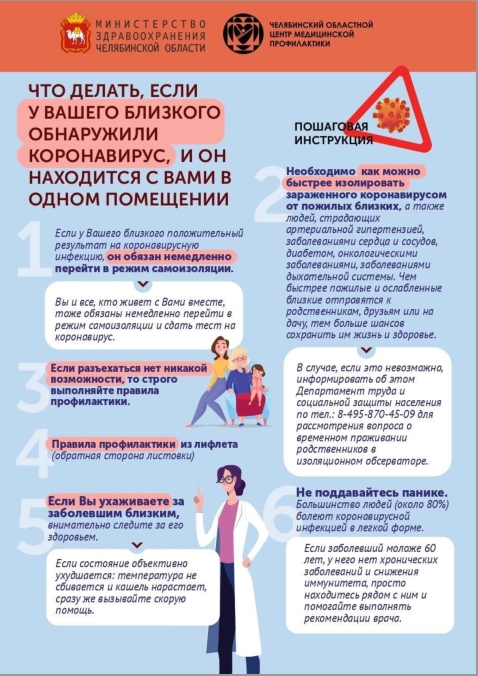 МИНИСТЕРСТВО
ЗДРАВООХРАНЕНИЯ
ЧЕЛЯБИНСКОЙ ОБЛАСТИ
ЧЕЛЯБИНСКИЙ ОБЛАСТНОЙ
ЦЕНТР МЕДИЦИНСКОЙ
ПРОФИЛАКТИКИ
ЧТО ДЕЛАТЬ, ЕСЛИ
У ВАШЕГО БЛИЗКОГО
ОБНАРУЖИЛИ
КОРОНАВИРУС, И ОН
НАХОДИТСЯ С ВАМИ В
ОДНОМ ПОМЕЩЕНИИ
ПОШАГОВАЯ
ИНСТРУКЦИЯ
1
Если у Вашего близкого положительный
результат на коронавирусную
инфекцию, он обязан немедленно
перейти в режим самоизоляции.
Вы и все, кто живет с Вами вместе,
тоже обязаны немедленно перейти в
режим самоизоляции и сдать тест на
коронавирус.
2
Необходимо как можно
быстрее изолировать
зараженного коронавирусом
от пожилых близких, а также
людей, страдающих
артериальной гипертензией,
заболеваниями сердца и сосудов,
диабетом, онкологическими
заболеваниями, заболеваниями
дыхательной системы. Чем
быстрее пожилые и ослабленные
близкие отправятся к
родственникам, друзьям или на
дачу, тем больше шансов
сохранить им жизнь и здоровье.
В случае, если это невозможно,
информировать об этом
Департамент труда и
социальной защиты населения
по тел.: 8-495-870-45-09 для
рассмотрения вопроса о
временном праживании
родственников в
изоляционном обсерваторе.
3
Если разъехаться нет никакой
возможности, то строго
выполняйте правила
профилактики.
4
Правила профилактики из лифлета
(обратная сторона листовки)
5
Если Вы ухаживаете за
заболевшим близким,
внимательно следите за его
здоровьем.
Если состояние объективно
ухудшается: температура не
сбивается и кашель нарастает,
сразу же вызывайте скорую
помощь.
6
Не поддавайтесь панике.
Большинство людей (около 80%)
болеют коронавирусной
инфекцией в легкой форме.
Если заболевший моложе 60
лет, у него нет хронических
заболеваний и снижения
иммунитета, просто
находитесь рядом с ним и
помогайте выполнять
рекомендации врача.